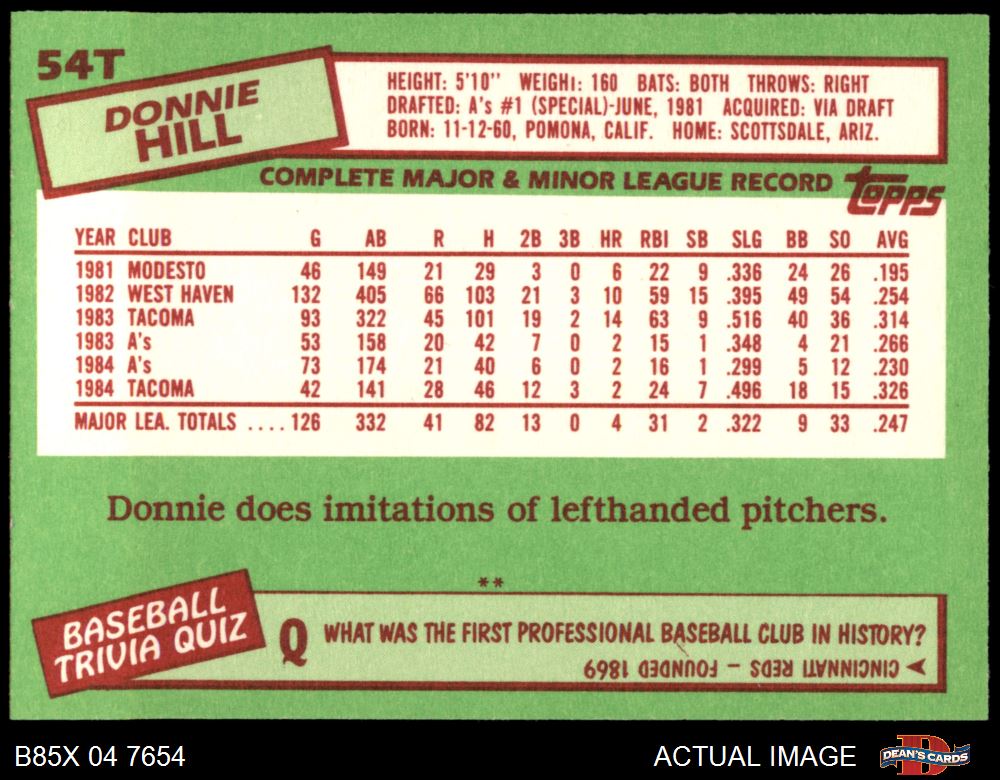 54T
DONNIE
HILL
HEIGHT: 5'10" WEIGHT: 160 BATS: BOTH THROWS: RIGHT
DRAFTED: A's #1 (SPECIAL)-JUNE, 1981 ACQUIRED: VIA DRAFT
BORN: 11-12-60, POMONA, CALIF. HOME: SCOTTSDALE, ARIZ.
COMPLETE MAJOR & MINOR LEAGUE RECORD topps
YEAR CLUB G AB R H 2B 3B HR RBI SB SLG BB SO AVG
1981 MODESTO 46 149 21 29 3 0 6 22 9 .336 24 26 .195
1982 WEST HAVEN 132 405 66 103 21 3 10 59 15 .395 49 54 .254
1983 TACOMA 93 322 45 101 19 2 14 63 9 .516 40 36 .314
1983 A's 53 158 20 42 7 0 2 15 1 .348 4 21 .266
1984 A's 73 174 21 40 6 0 2 16 1 .299 5 12 .230
1984 TACOMA 42 141 28 46 12 3 2 24 7 .496 18 15 .326
MAJOR LEA. TOTALS .... 126 332 41 82 13 0 4 31 2 .322 9 33 .247
Donnie does imitations of lefthanded pitchers.
**
BASEBALL
TRIVIA QUIZ
Q WHAT WAS THE FIRST PROFESSIONAL BASEBALL CLUB IN HISTORY?
CINCINNATI REDS – FOUNDED 1869
B85X 04 7654 ACTUAL IMAGE DEAN'S CARDS